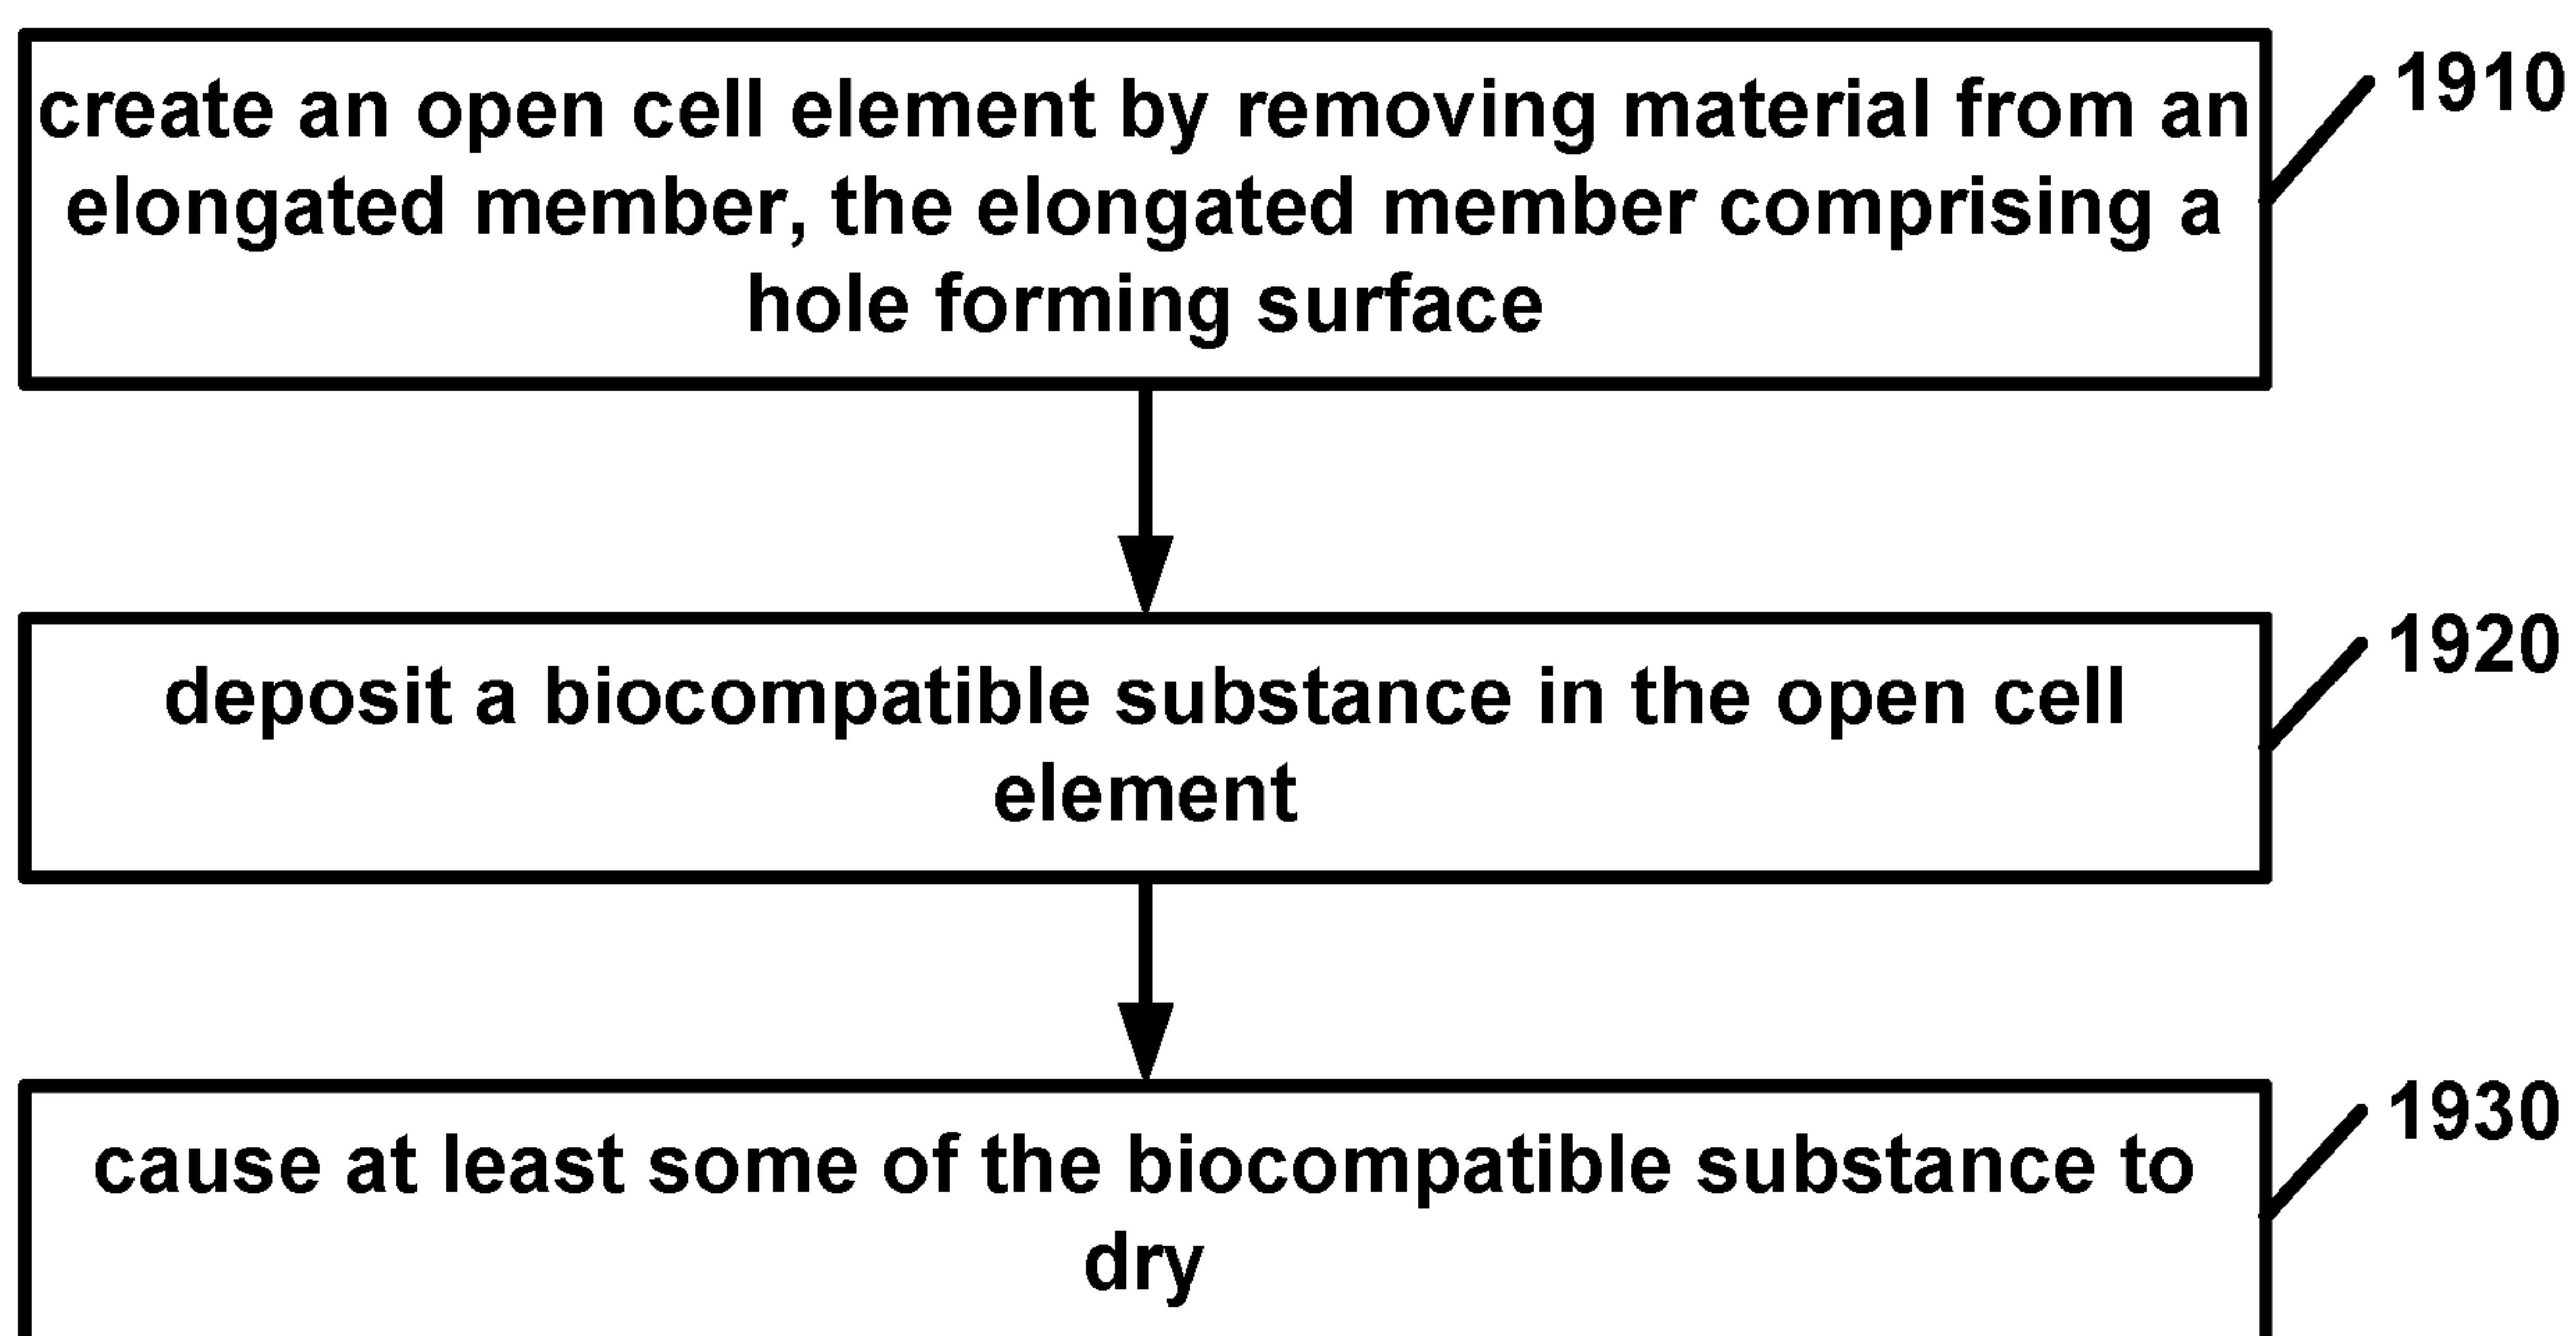 create an open cell element by removing material from an
elongated member, the elongated member comprising a
hole forming surface
1910
deposit a biocompatible substance in the open cell
element
1920
cause at least some of the biocompatible substance to
dry
1930